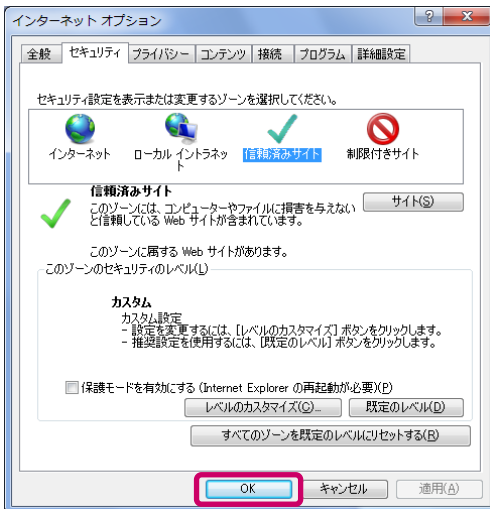 インターネット オプション
全般 セキュリティ プライバシー コンテンツ 接続 プログラム 詳細設定
セキュリティ設定を表示または変更するゾーンを選択してください。
インターネット ローカル イントラネッ 信頼済みサイト 制限付きサイト
ト
信頼済みサイト
このゾーンには、コンピューターやファイルに損害を与えない サイト(S)
と信頼している Web サイトが含まれています。
このゾーンに属する Web サイトがあります。
このゾーンのセキュリティのレベル(L)
カスタム
カスタム設定
- 設定を変更するには、[レベルのカスタマイズ] ボタンをクリックします。
- 推奨設定を使用するには、[既定のレベル] ボタンをクリックします。
保護モードを有効にする (Internet Explorer の再起動が必要)(P)
レベルのカスタマイズ(C)... 既定のレベル(D)
すべてのゾーンを既定のレベルにリセットする(R)
OK キャンセル 適用(A)